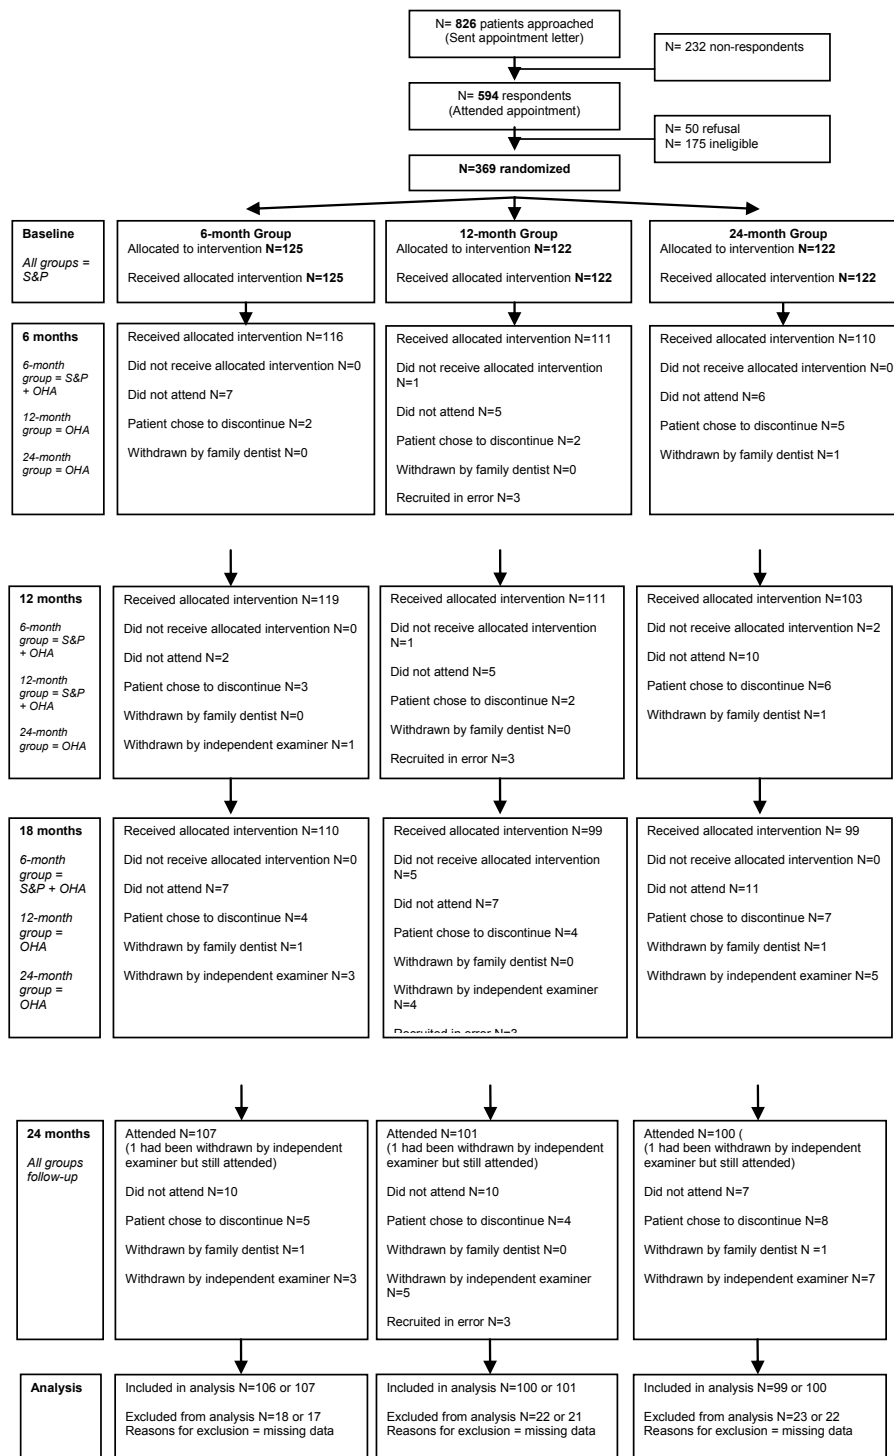 N= 826 patients approached
(Sent appointment letter)
N= 232 non-respondents
N= 594 respondents
(Attended appointment)
N= 50 refusal
N= 175 ineligible
N=369 randomized
Baseline
All groups =
S&P
6-month Group
Allocated to intervention N=125
Received allocated intervention N=125
12-month Group
Allocated to intervention N=122
Received allocated intervention N=122
24-month Group
Allocated to intervention N=122
Received allocated intervention N=122
6 months
6-month
group = S&P
+ OHA
12-month
group = OHA
24-month
group = OHA
Received allocated intervention N=116
Did not receive allocated intervention N=0
Did not attend N=7
Patient chose to discontinue N=2
Withdrawn by family dentist N=0
Received allocated intervention N=111
Did not receive allocated intervention
N=1
Did not attend N=5
Patient chose to discontinue N=2
Withdrawn by family dentist N=0
Recruited in error N=3
Received allocated intervention N=110
Did not receive allocated intervention N=0
Did not attend N=6
Patient chose to discontinue N=5
Withdrawn by family dentist N=1
12 months
6-month
group = S&P
+ OHA
12-month
group = S&P
+ OHA
24-month
group = OHA
Received allocated intervention N=119
Did not receive allocated intervention N=0
Did not attend N=2
Patient chose to discontinue N=3
Withdrawn by family dentist N=0
Withdrawn by independent examiner N=1
Received allocated intervention N=111
Did not receive allocated intervention
N=1
Did not attend N=5
Patient chose to discontinue N=2
Withdrawn by family dentist N=0
Recruited in error N=3
Received allocated intervention N=103
Did not receive allocated intervention N=2
Did not attend N=10
Patient chose to discontinue N=6
Withdrawn by family dentist N=1
18 months
6-month
group =
S&P + OHA
12-month
group =
OHA
24-month
group =
OHA
Received allocated intervention N=110
Did not receive allocated intervention N=0
Did not attend N=7
Patient chose to discontinue N=4
Withdrawn by family dentist N=1
Withdrawn by independent examiner N=3
Received allocated intervention N=99
Did not receive allocated intervention
N=5
Did not attend N=7
Patient chose to discontinue N=4
Withdrawn by family dentist N=0
Withdrawn by independent examiner
N=4
Recruited in error N=3
Received allocated intervention N= 99
Did not receive allocated intervention N=0
Did not attend N=11
Patient chose to discontinue N=7
Withdrawn by family dentist N=1
Withdrawn by independent examiner N=5
24 months
All groups
follow-up
Attended N=107
(1 had been withdrawn by independent
examiner but still attended)
Did not attend N=10
Patient chose to discontinue N=5
Withdrawn by family dentist N=1
Withdrawn by independent examiner N=3
Attended N=101
(1 had been withdrawn by independent
examiner but still attended)
Did not attend N=10
Patient chose to discontinue N=4
Withdrawn by family dentist N=0
Withdrawn by independent examiner
N=5
Recruited in error N=3
Attended N=100 (
(1 had been withdrawn by independent
examiner but still attended)
Did not attend N=7
Patient chose to discontinue N=8
Withdrawn by family dentist N =1
Withdrawn by independent examiner N=7
Analysis
Included in analysis N=106 or 107
Excluded from analysis N=18 or 17
Reasons for exclusion = missing data
Included in analysis N=100 or 101
Excluded from analysis N=22 or 21
Reasons for exclusion = missing data
Included in analysis N=99 or 100
Excluded from analysis N=23 or 22
Reasons for exclusion = missing data